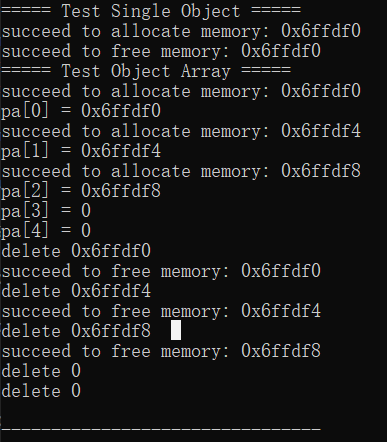 ===== Test Single Object =====
succeed to allocate memory: 0x6ffdf0
succeed to free memory: 0x6ffdf0
===== Test Object Array =====
succeed to allocate memory: 0x6ffdf0
pa[0] = 0x6ffdf0
succeed to allocate memory: 0x6ffdf4
pa[1] = 0x6ffdf4
succeed to allocate memory: 0x6ffdf8
pa[2] = 0x6ffdf8
pa[3] = 0
pa[4] = 0
delete 0x6ffdf0
succeed to free memory: 0x6ffdf0
delete 0x6ffdf4
succeed to free memory: 0x6ffdf4
delete 0x6ffdf8
succeed to free memory: 0x6ffdf8
delete 0
delete 0
--------------------------------